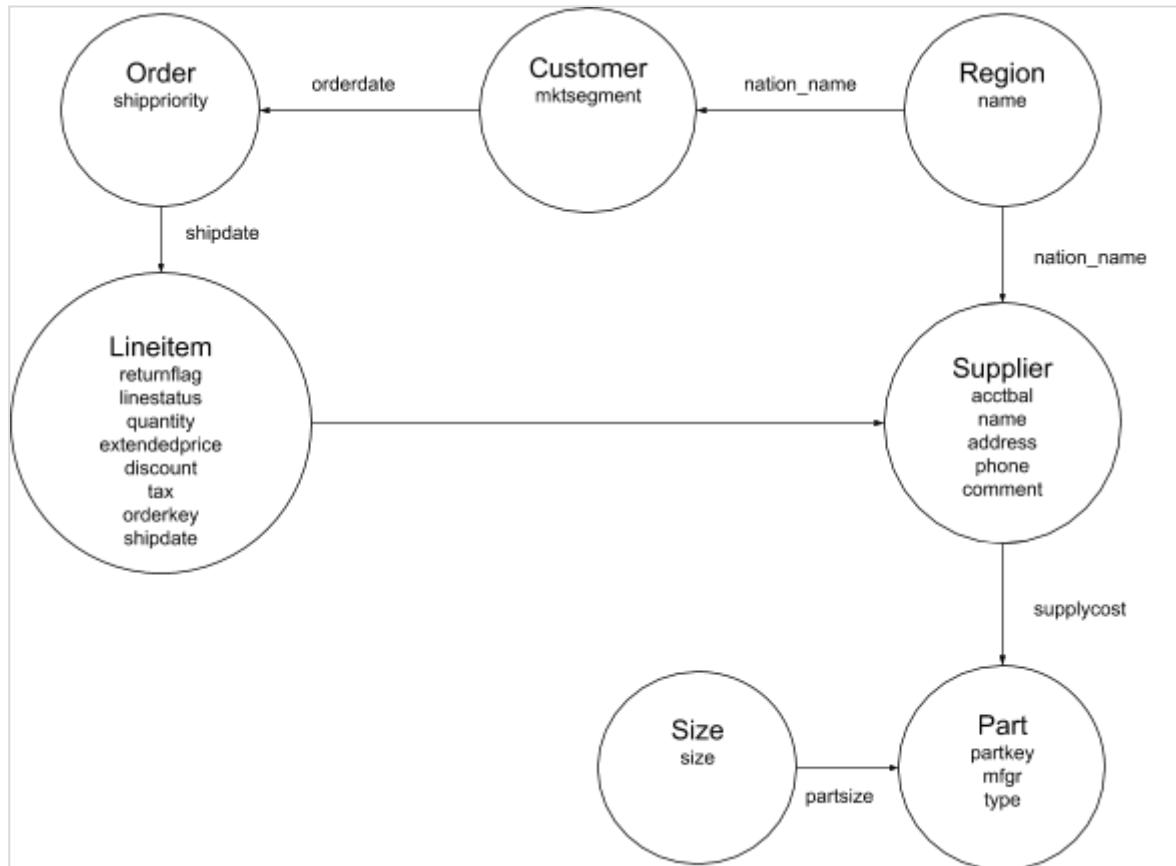 Order
shippriority
orderdate
Customer
mktsegment
nation_name
Region
name
shipdate
nation_name
Lineitem
returnflag
linestatus
quantity
extendedprice
discount
tax
orderkey
shipdate
Supplier
acctbal
name
address
phone
comment
supplycost
Size
size
partsize
Part
partkey
mfgr
type